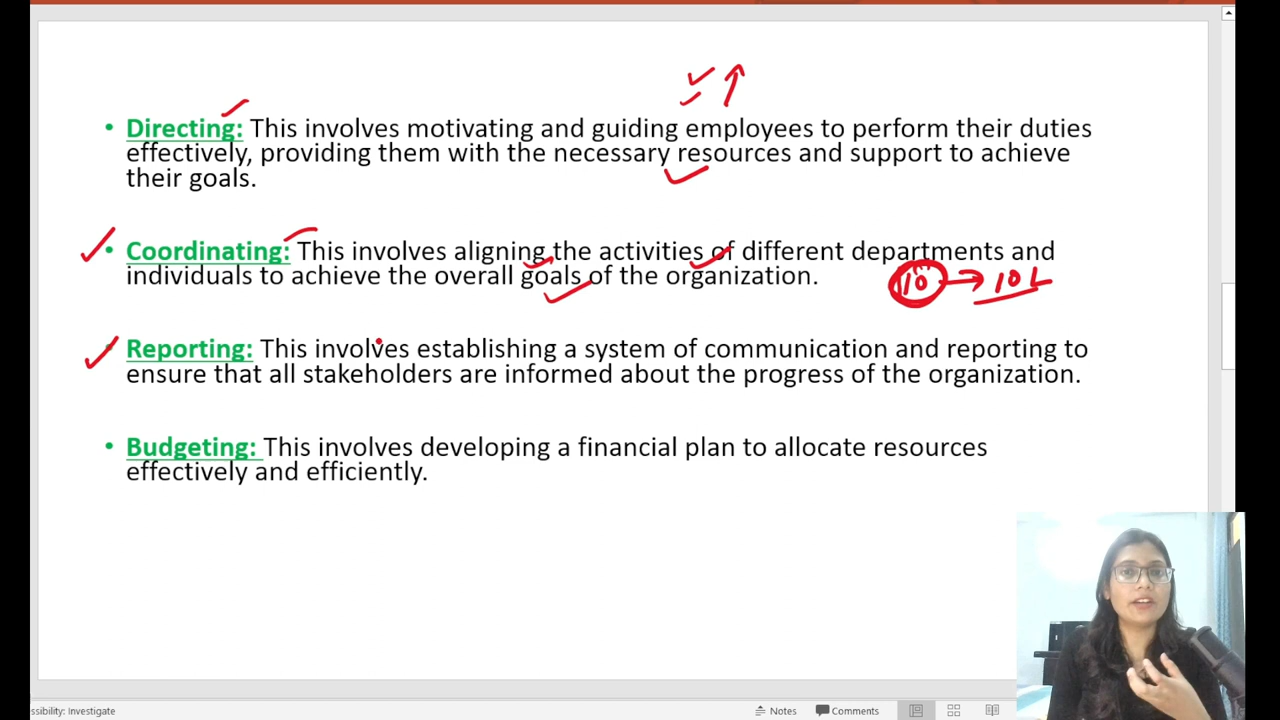 • Directing: This involves motivating and guiding employees to perform their duties
effectively, providing them with the necessary resources and support to achieve
their goals.
• Coordinating: This involves aligning the activities of different departments and
individuals to achieve the overall goals of the organization.
10 → 10 L
• Reporting: This involves establishing a system of communication and reporting to
ensure that all stakeholders are informed about the progress of the organization.
• Budgeting: This involves developing a financial plan to allocate resources
effectively and efficiently.
ssibility: Investigate
Notes
Comments